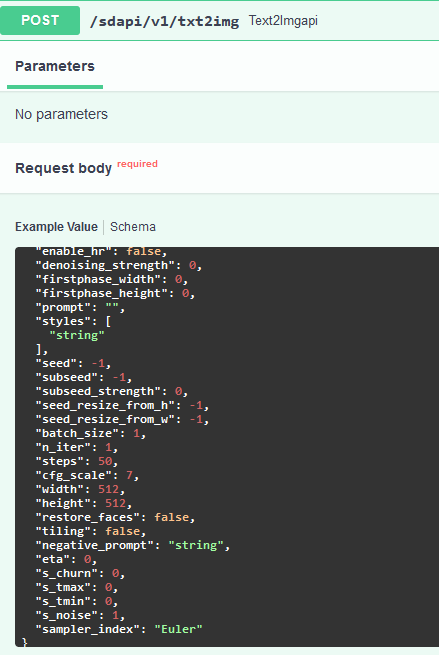 POST /sdapi/v1/txt2img Text2Imgapi
Parameters
No parameters
Request body required
Example Value Schema
"enable_hr": false,
"denoising_strength": 0,
"firstphase_width": 0,
"firstphase_height": 0,
"prompt": "",
"styles": [
"string"
],
"seed": -1,
"subseed": -1,
"subseed_strength": 0,
"seed_resize_from_h": -1,
"seed_resize_from_w": -1,
"batch_size": 1,
"n_iter": 1,
"steps": 50,
"cfg_scale": 7,
"width": 512,
"height": 512,
"restore_faces": false,
"tiling": false,
"negative_prompt": "string",
"eta": 0,
"s_churn": 0,
"s_tmax": 0,
"s_tmin": 0,
"s_noise": 1,
"sampler_index": "Euler"
}